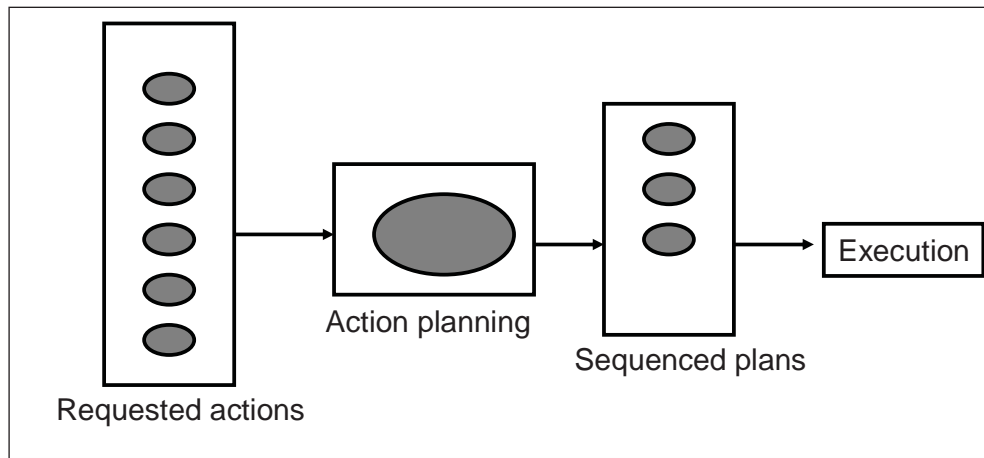 Requested actions
Action planning
Sequenced plans
Execution